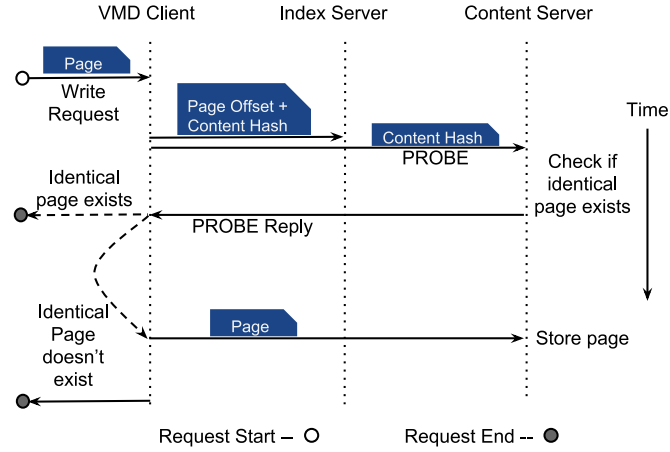 VMD Client
Index Server
Content Server
Page
Write
Request
Page Offset +
Content Hash
Content Hash
PROBE
Time
Check if
identical
page exists
Identical
page exists
PROBE Reply
Identical
Page
doesn't
exist
Page
Store page
Request Start –
Request End --